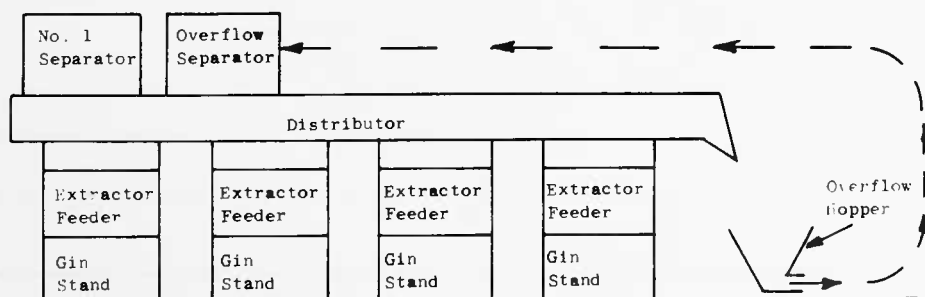 No. 1
Separator
Overflow
Separator
Distributor
Extractor
Feeder
Extractor
Feeder
Extractor
Feeder
Extractor
Feeder
Overflow
Hopper
Gin
Stand
Gin
Stand
Gin
Stand
Gin
Stand